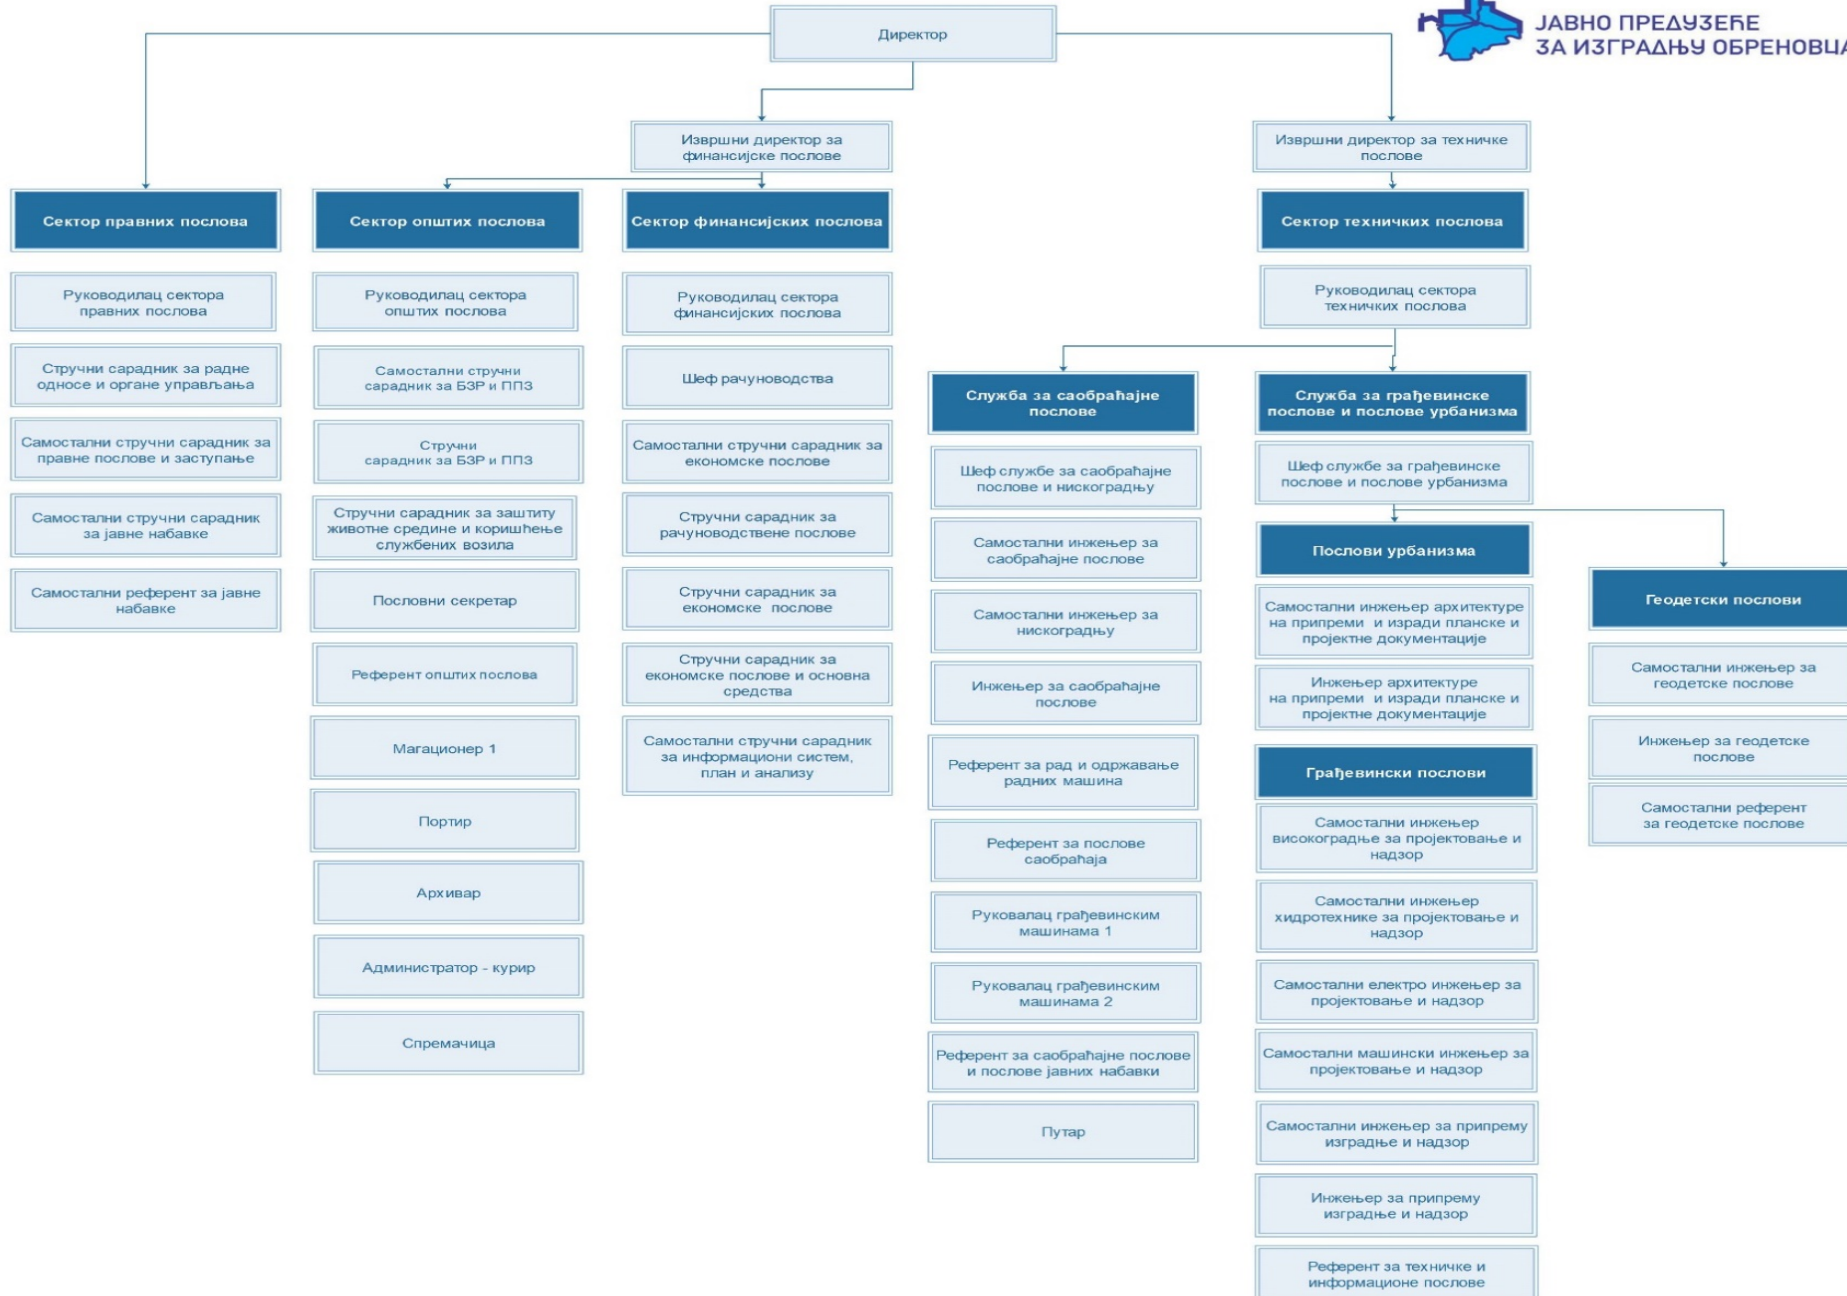 ЈАВНО ПРЕДУЗЕЋЕ
ЗА ИЗГРАДЊУ ОБРЕНОВЦА
Директор
Извршни директор за
финансијске послове
Извршни директор за техничке
послове
Сектор правних послова
Руководилац сектора
правних послова
Стручни сарадник за радне
односе и органе управљања
Самостални стручни сарадник за
правне послове и заступање
Самостални стручни сарадник
за јавне набавке
Самостални референт за јавне
набавке
Сектор општих послова
Руководилац сектора
општих послова
Самостални стручни
сарадник за БЗР и ППЗ
Стручни
сарадник за БЗР и ППЗ
Стручни сарадник за заштиту
животне средине и коришћење
службених возила
Пословни секретар
Референт општих послова
Магационер 1
Портир
Архивар
Администратор - курир
Спремачица
Сектор финансијских послова
Руководилац сектора
финансијских послова
Шеф рачуноводства
Самостални стручни сарадник за
економске послове
Стручни сарадник за
рачуноводствене послове
Стручни сарадник за
економске послове
Стручни сарадник за
економске послове и основна
средства
Самостални стручни сарадник
за информациони систем,
план и анализу
Сектор техничких послова
Руководилац сектора
техничких послова
Служба за саобраћајне
послове
Шеф службе за саобраћајне
послове и нискоградњу
Самостални инжењер за
саобраћајне послове
Самостални инжењер за
нискоградњу
Инжењер за саобраћајне
послове
Референт за рад и одржавање
радних машина
Референт за послове
саобраћаја
Руковалац грађевинским
машинама 1
Руковалац грађевинским
машинама 2
Референт за саобраћајне послове
и послове јавних набавки
Путар
Служба за грађевинске
послове и послове урбанизма
Шеф службе за грађевинске
послове и послове урбанизма
Послови урбанизма
Самостални инжењер архитектуре
на припреми и изради планске и
пројектне документације
Инжењер архитектуре
на припреми и изради планске и
пројектне документације
Грађевински послови
Самостални инжењер
високоградње за пројектовање и
надзор
Самостални инжењер
хидротехнике за пројектовање и
надзор
Самостални електро инжењер за
пројектовање и надзор
Самостални машински инжењер за
пројектовање и надзор
Самостални инжењер за припрему
изградње и надзор
Инжењер за припрему
изградње и надзор
Референт за техничке и
информационе послове
Геодетски послови
Самостални инжењер за
геодетске послове
Инжењер за геодетске
послове
Самостални референт
за геодетске послове